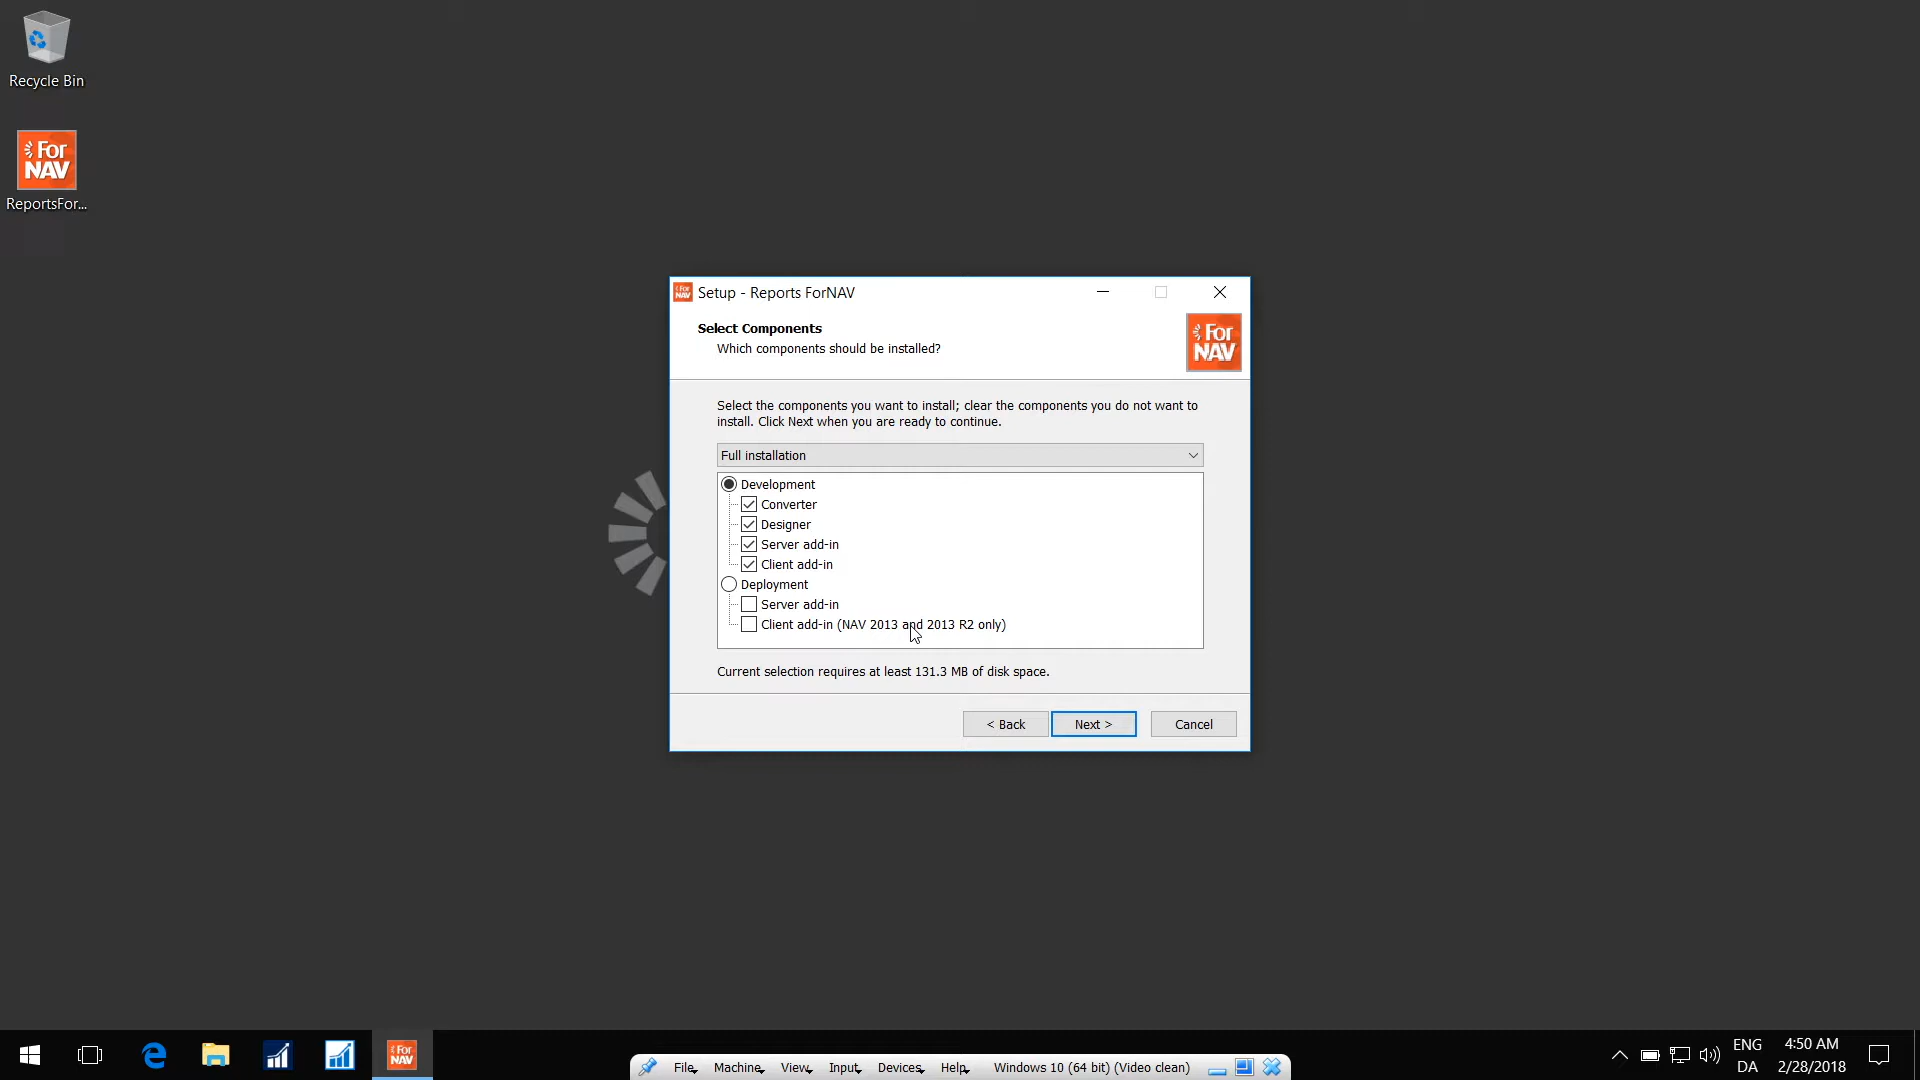 Recycle Bin
For
NAV
ReportsFor...
For
NAV
Setup - Reports ForNAV
Select Components
Which components should be installed?
For
NAV
Select the components you want to install; clear the components you do not want to
install. Click Next when you are ready to continue.
Full installation
Development
Converter
Designer
Server add-in
Client add-in
Deployment
Server add-in
Client add-in (NAV 2013 and 2013 R2 only)
Current selection requires at least 131.3 MB of disk space.
< Back
Next >
Cancel
For
NAV
File
Machine
View
Input
Devices
Help
Windows 10 (64 bit) (Video clean)
ENG
DA
4:50 AM
2/28/2018